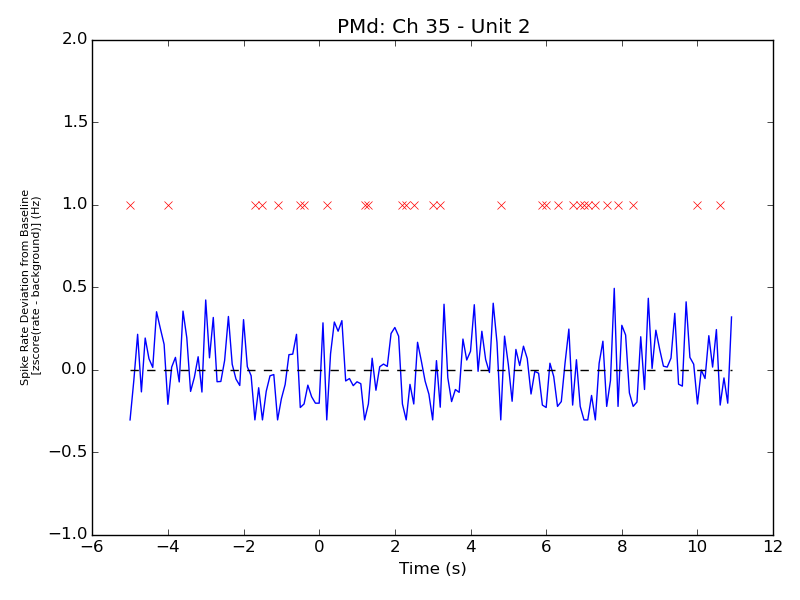 PMd: Ch 35 - Unit 2
2.0
1.5
1.0
0.5
0.0
−0.5
−1.0
Spike Rate Deviation from Baseline
[zscore(rate - background)] (Hz)
−6 −4 −2 0 2 4 6 8 10 12
Time (s)